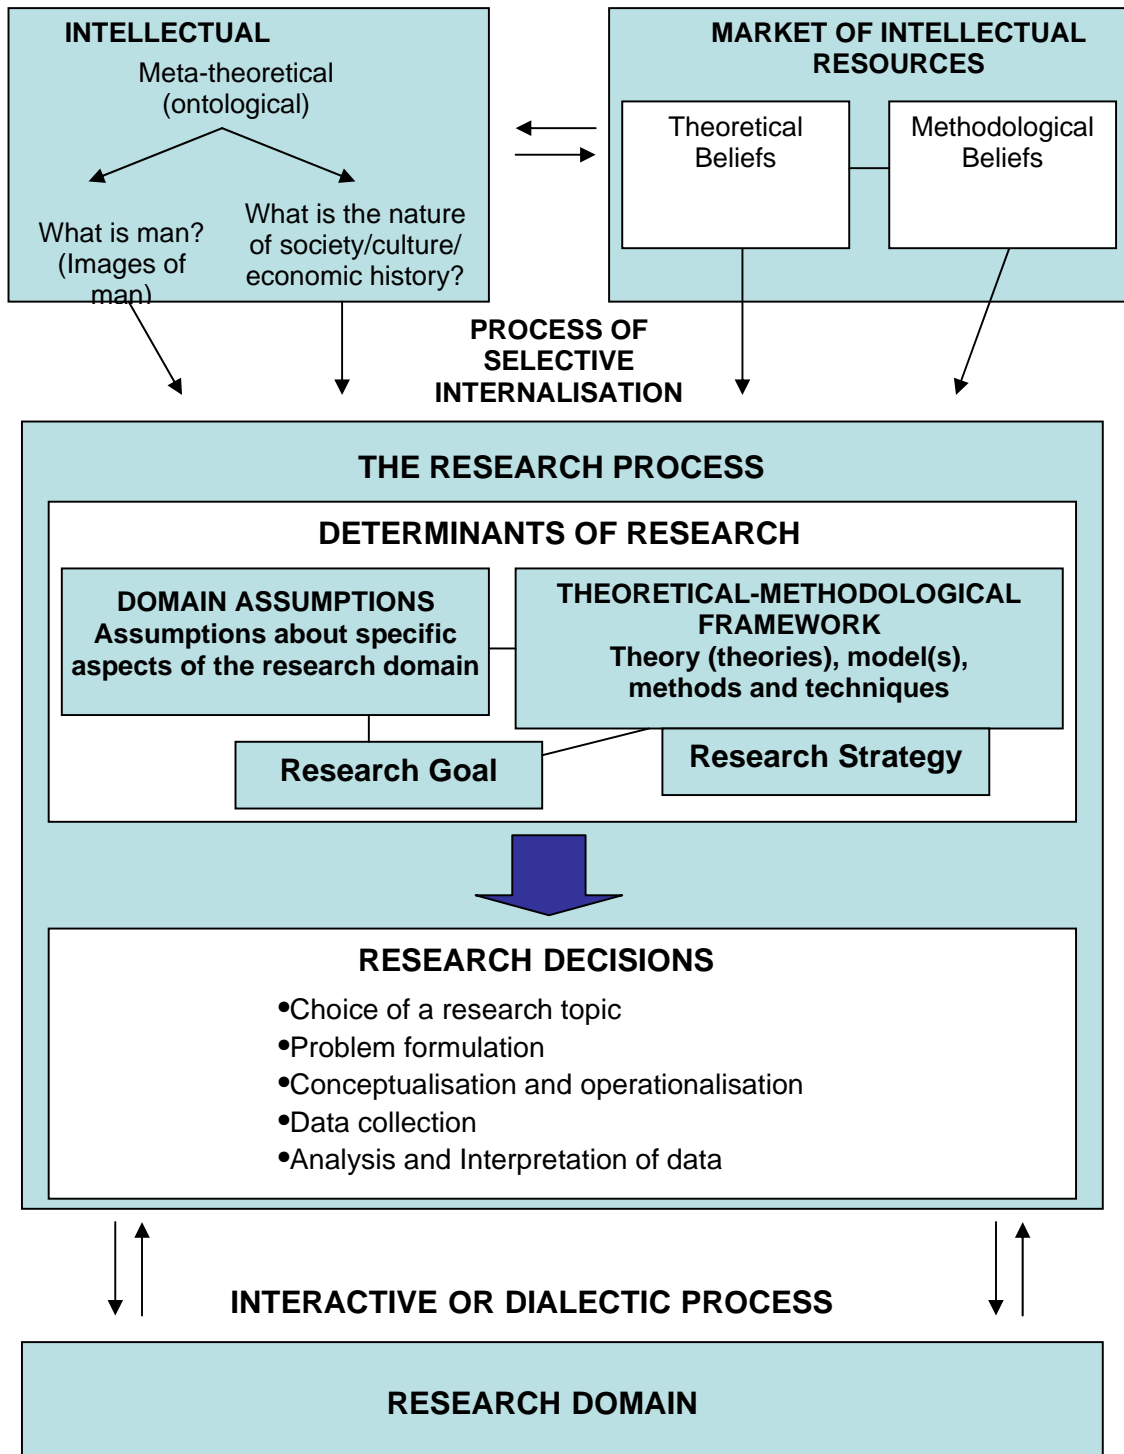 INTELLECTUAL
Meta-theoretical
(ontological)
What is man?
(Images of
man)
What is the nature
of society/culture/
economic history?
MARKET OF INTELLECTUAL
RESOURCES
Theoretical
Beliefs
Methodological
Beliefs
PROCESS OF
SELECTIVE
INTERNALISATION
THE RESEARCH PROCESS
DETERMINANTS OF RESEARCH
DOMAIN ASSUMPTIONS
Assumptions about specific
aspects of the research domain
THEORETICAL-METHODOLOGICAL
FRAMEWORK
Theory (theories), model(s),
methods and techniques
Research Goal
Research Strategy
RESEARCH DECISIONS
•Choice of a research topic
•Problem formulation
•Conceptualisation and operationalisation
•Data collection
•Analysis and Interpretation of data
INTERACTIVE OR DIALECTIC PROCESS
RESEARCH DOMAIN